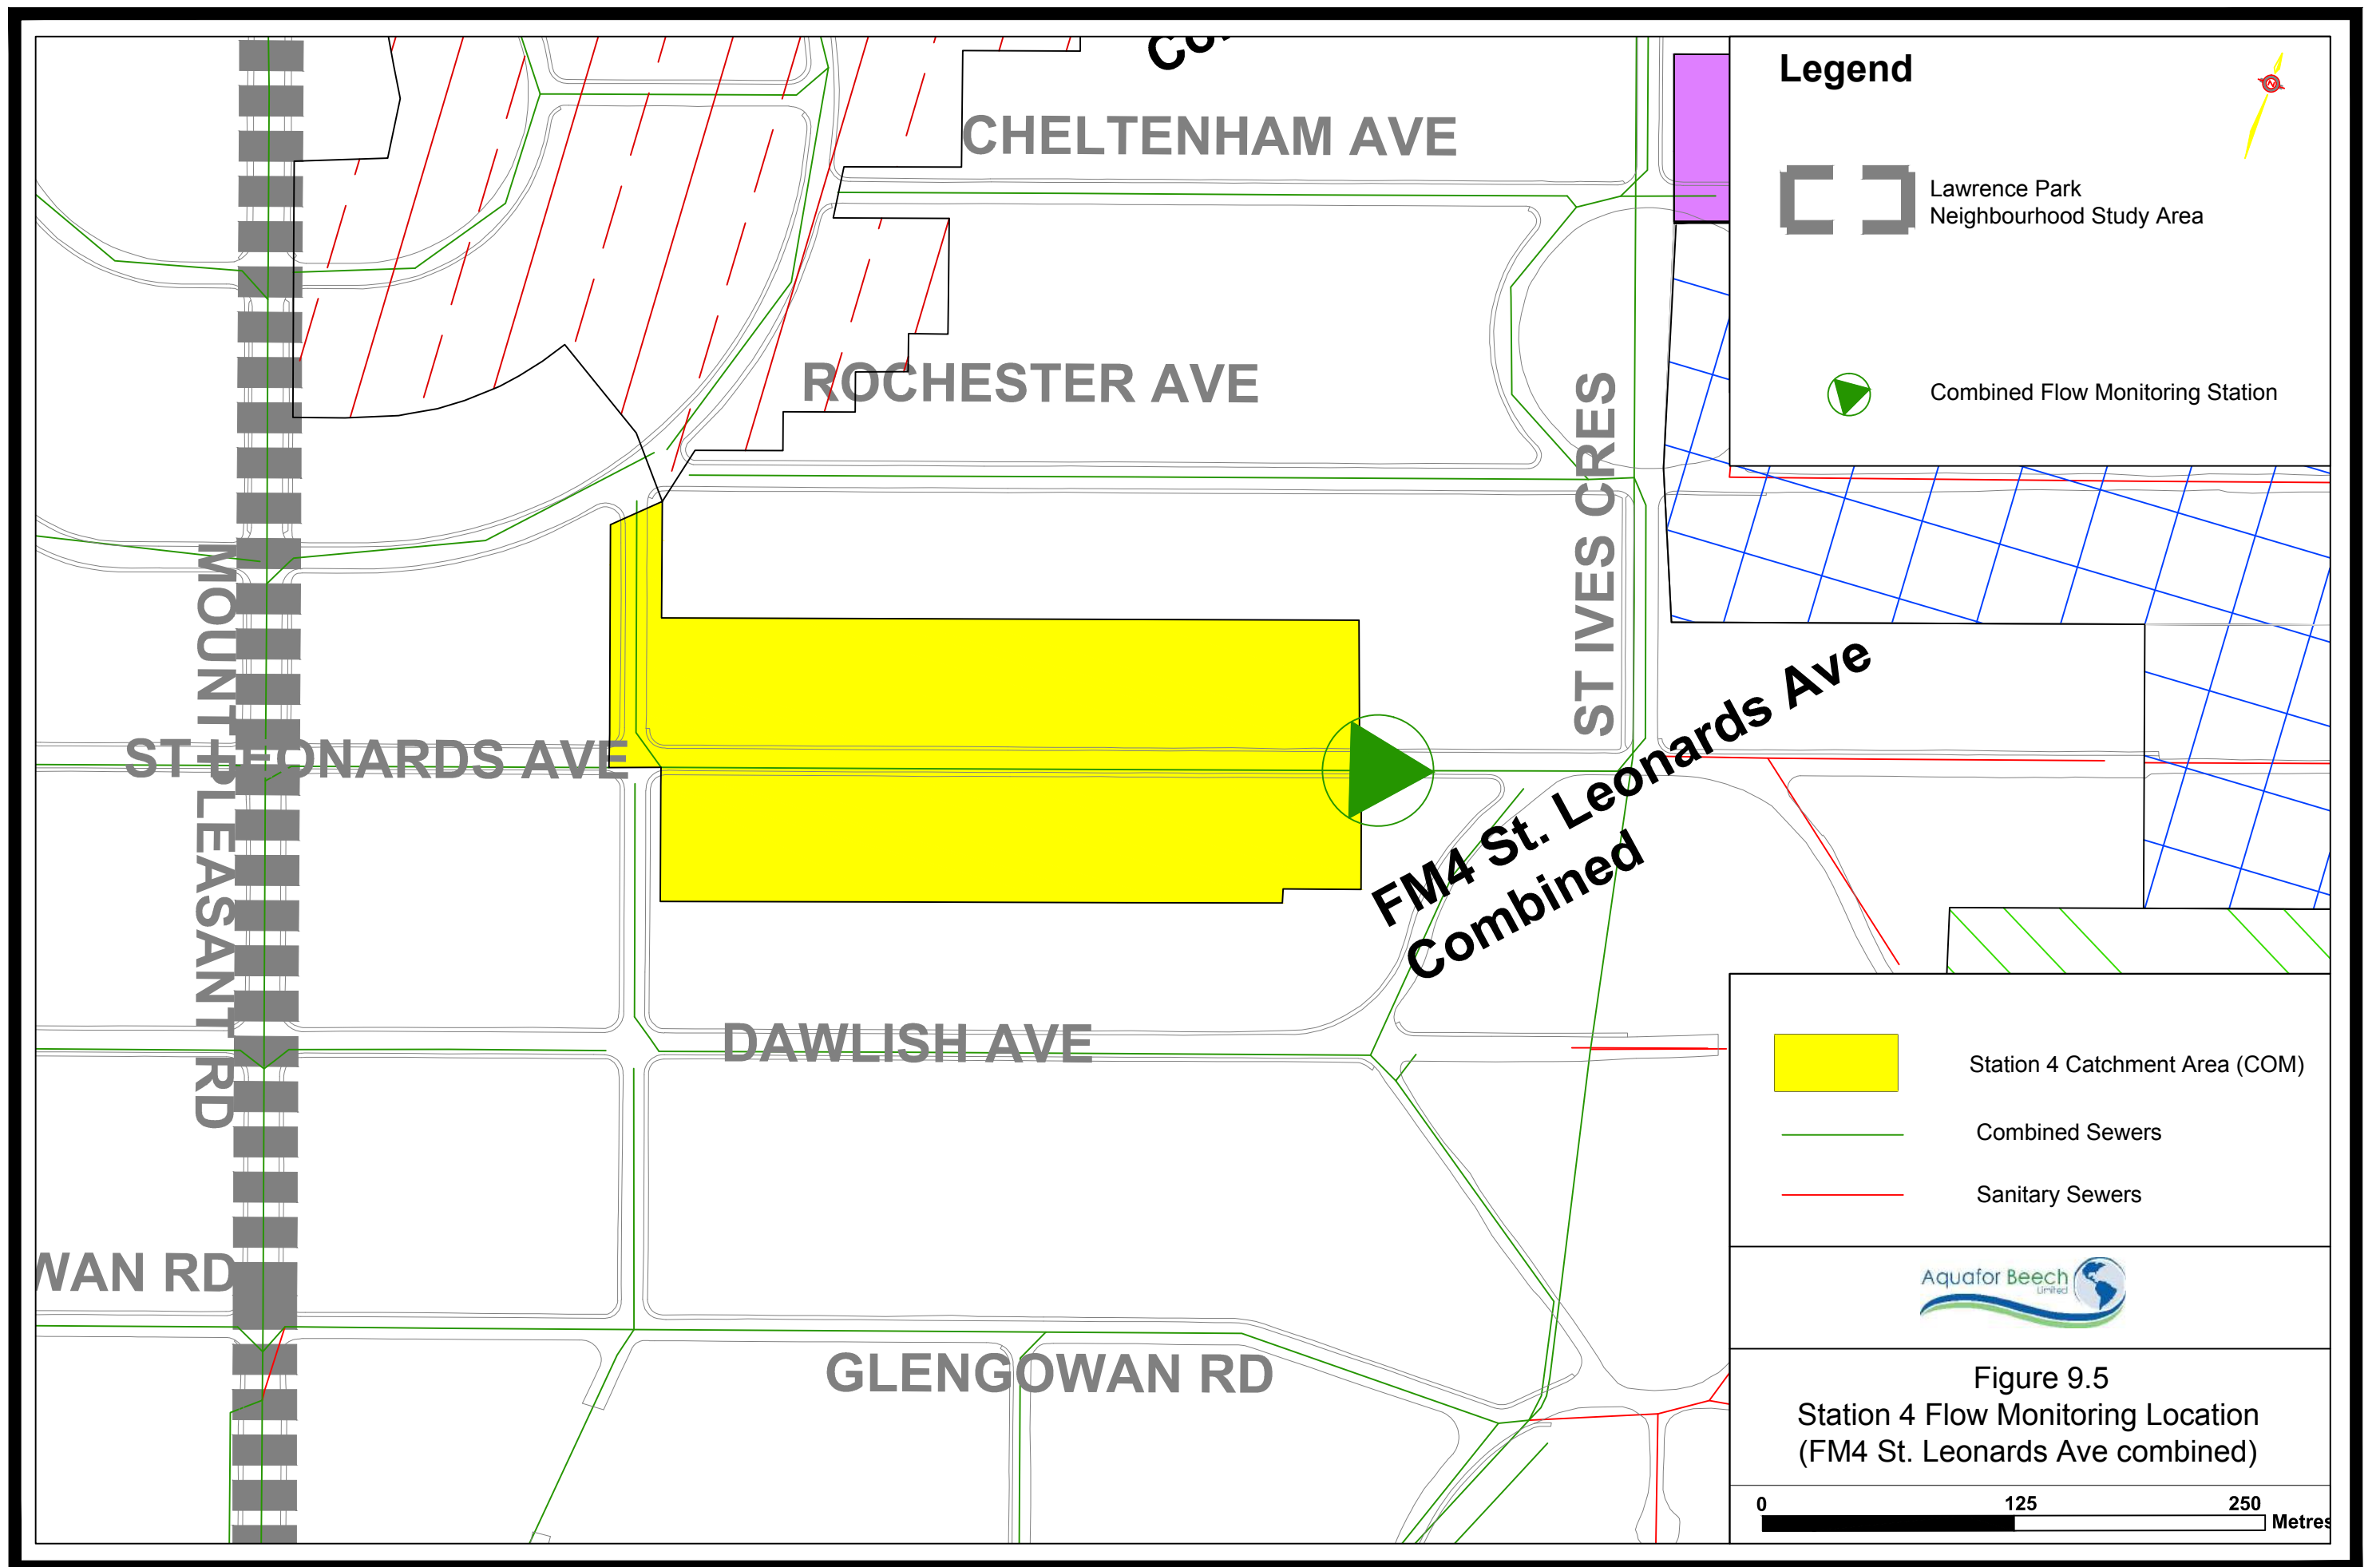 CHELTENHAM AVE
ROCHESTER AVE
ST IVES CRES
MOUNT PLEASANT RD
ST LEONARDS AVE
FM4 St. Leonards Ave
Combined
DAWLISH AVE
WAN RD
GLENGOWAN RD
Legend
N
Lawrence Park
Neighbourhood Study Area
Combined Flow Monitoring Station
Station 4 Catchment Area (COM)
Combined Sewers
Sanitary Sewers
Aquafor Beech
Limited
Figure 9.5
Station 4 Flow Monitoring Location
(FM4 St. Leonards Ave combined)
0 125 250
Metres